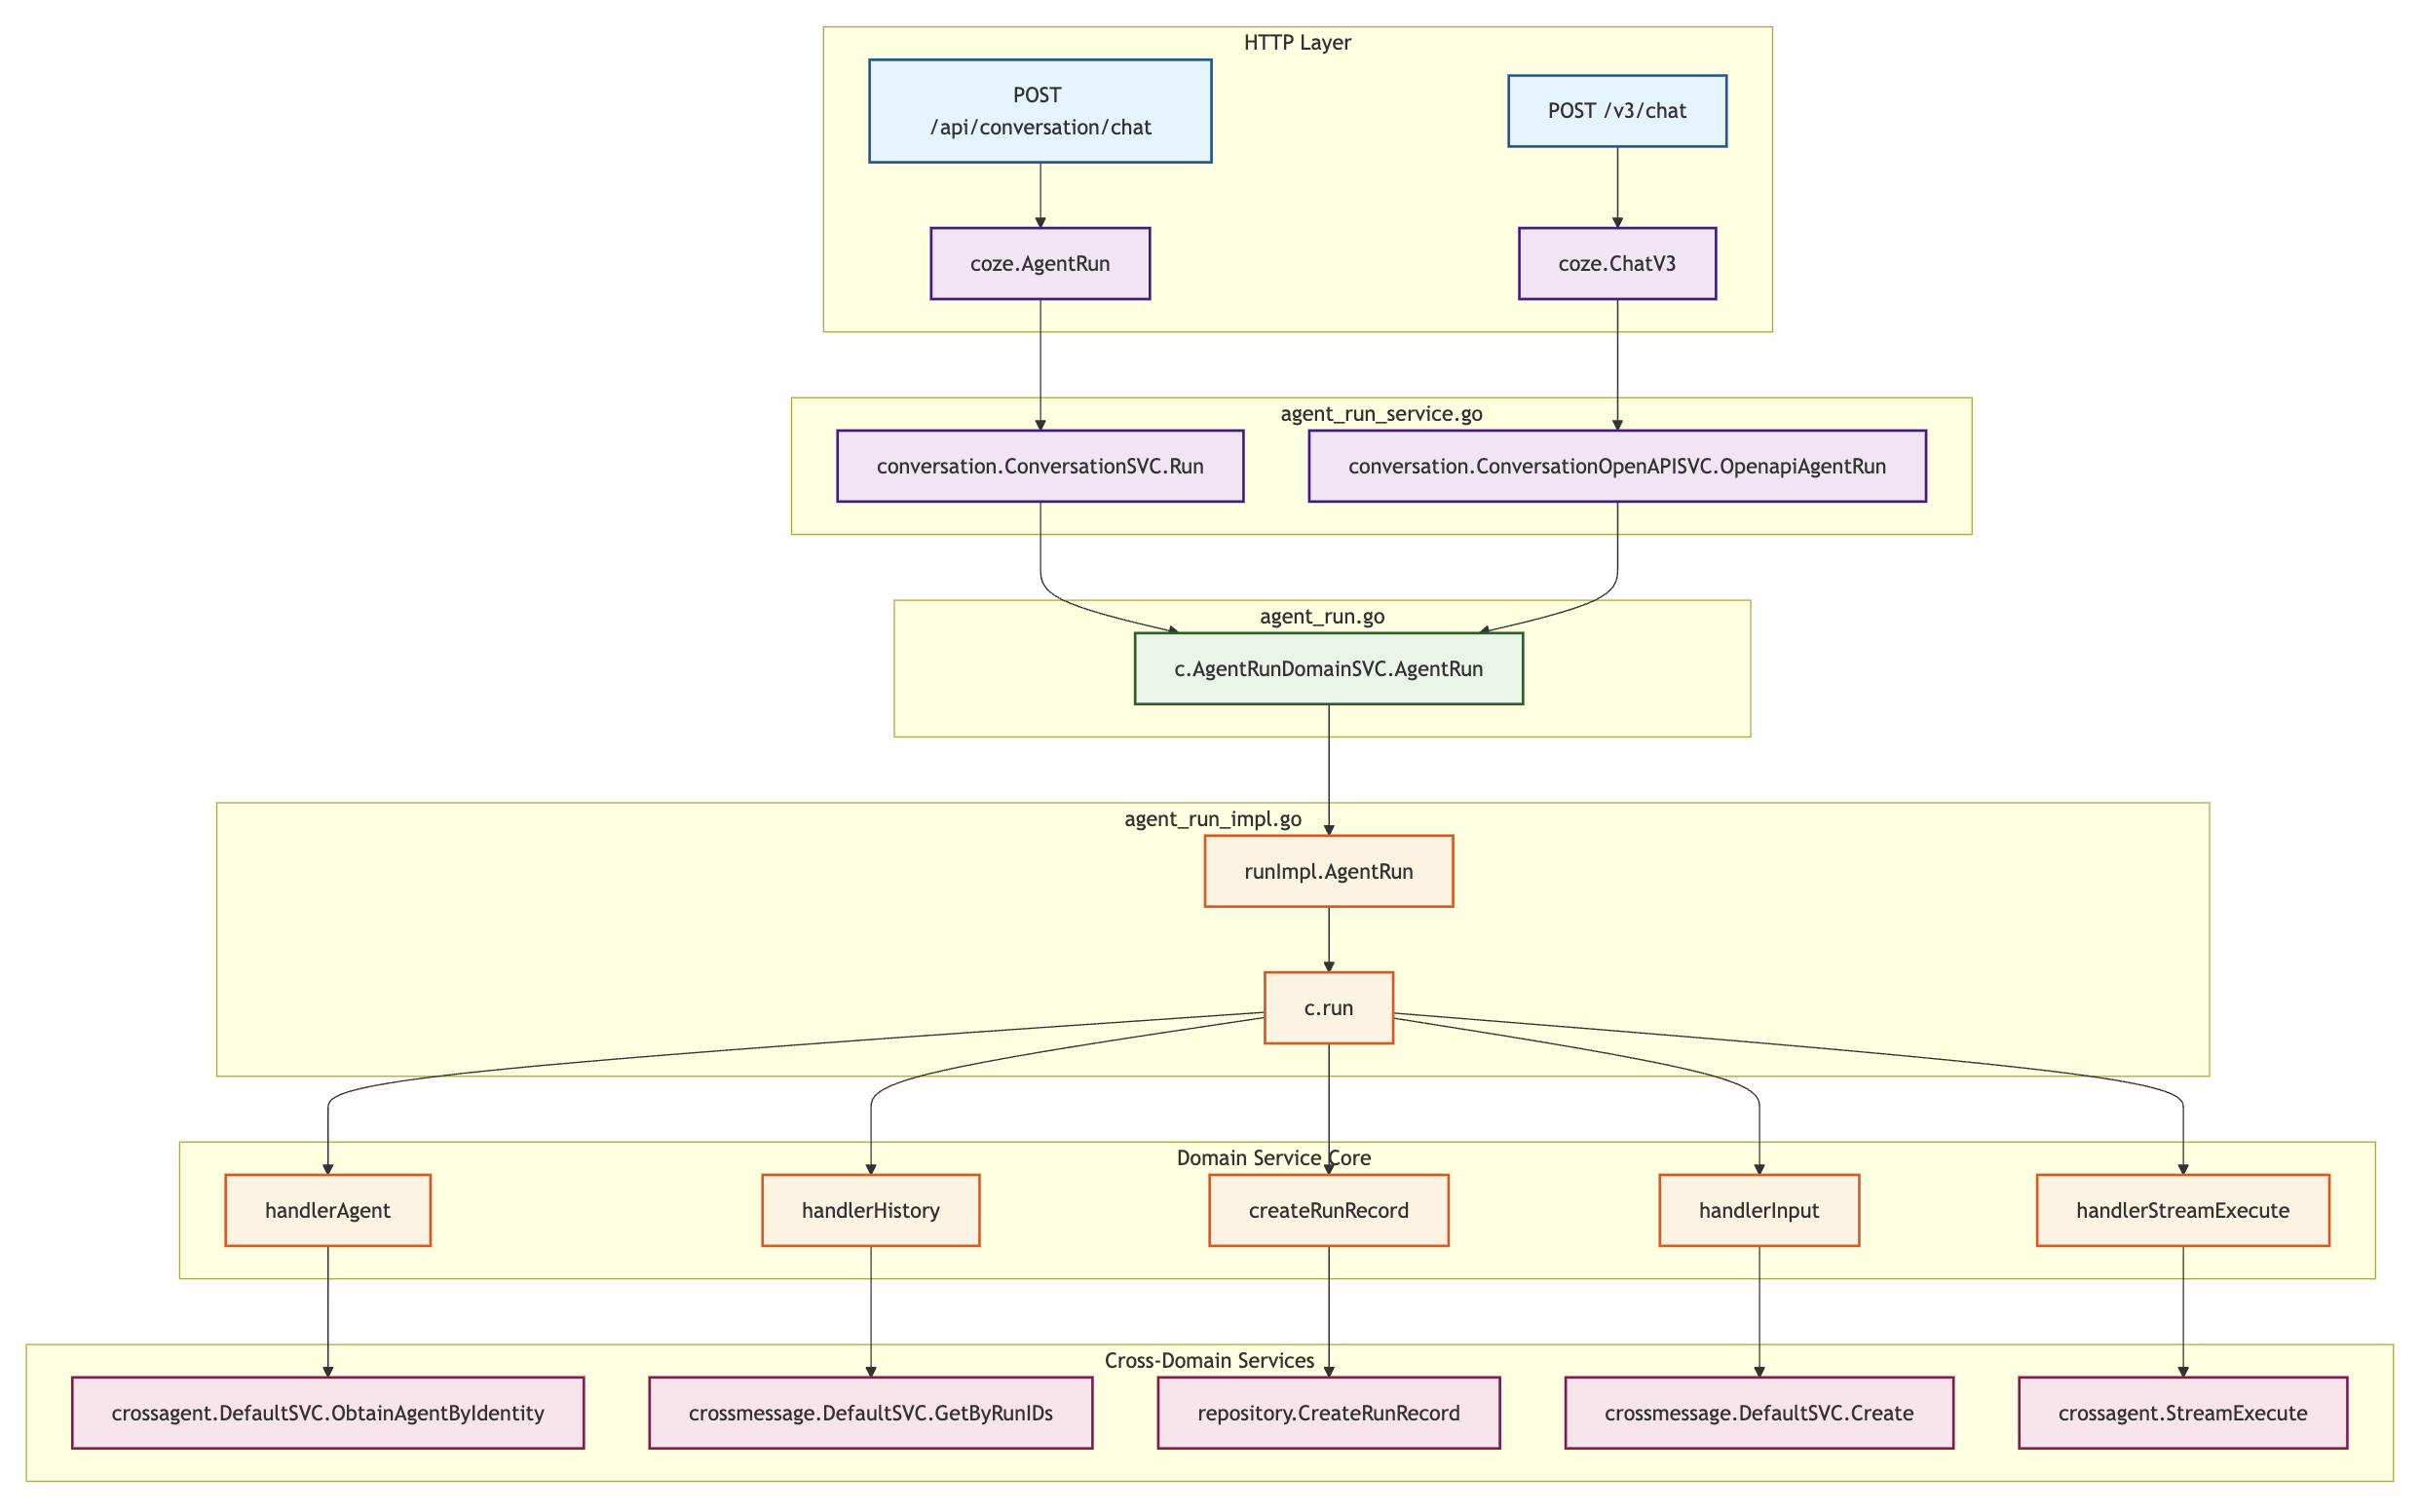 HTTP Layer
POST
/api/conversation/chat
POST /v3/chat
coze.AgentRun
coze.ChatV3
agent_run_service.go
conversation.ConversationSVC.Run
conversation.ConversationOpenAPISVC.OpenapiAgentRun
agent_run.go
c.AgentRunDomainSVC.AgentRun
agent_run_impl.go
runImpl.AgentRun
c.run
Domain Service Core
handlerAgent
handlerHistory
createRunRecord
handlerInput
handlerStreamExecute
Cross-Domain Services
crossagent.DefaultSVC.ObtainAgentByIdentity
crossmessage.DefaultSVC.GetByRunIDs
repository.CreateRunRecord
crossmessage.DefaultSVC.Create
crossagent.StreamExecute